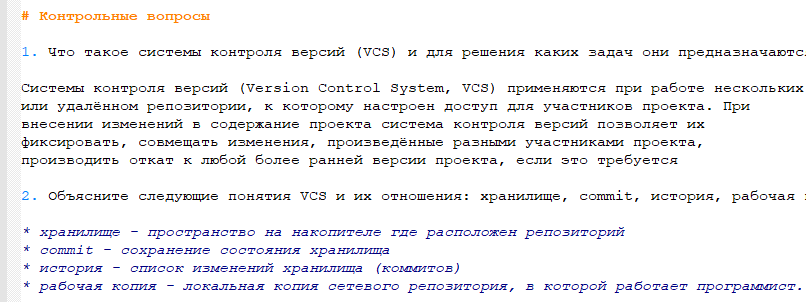 # Контрольные вопросы
1. Что такое системы контроля версий (VCS) и для решения каких задач они предназначаютс
Системы контроля версий (Version Control System, VCS) применяются при работе нескольких
или удалённом репозитории, к которому настроен доступ для участников проекта. При
внесении изменений в содержание проекта система контроля версий позволяет их
фиксировать, совмещать изменения, произведённые разными участниками проекта,
производить откат к любой более ранней версии проекта, если это требуется
2. Объясните следующие понятия VCS и их отношения: хранилище, commit, история, рабочая
* хранилище - пространство на накопителе где расположен репозиторий
* commit - сохранение состояния хранилища
* история - список изменений хранилища (коммитов)
* рабочая копия - локальная копия сетевого репозитория, в которой работает программист.